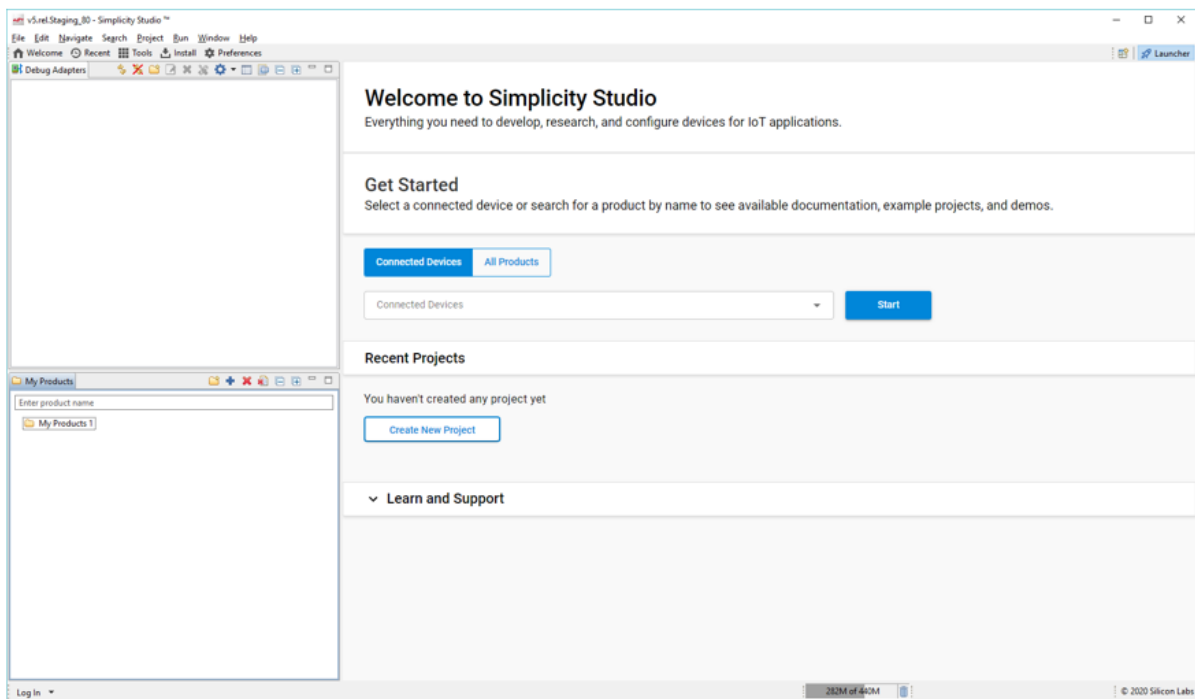 v5.rel.Staging_80 - Simplicity Studio ™
File Edit Navigate Search Project Run Window Help
Welcome Recent Tools Install Preferences
Launcher
Debug Adapters
Welcome to Simplicity Studio
Everything you need to develop, research, and configure devices for IoT applications.
Get Started
Select a connected device or search for a product by name to see available documentation, example projects, and demos.
Connected Devices All Products
Connected Devices Start
Recent Projects
My Products
Enter product name
My Products 1
You haven't created any project yet
Create New Project
Learn and Support
Log In
282M of 440M
© 2020 Silicon Labs